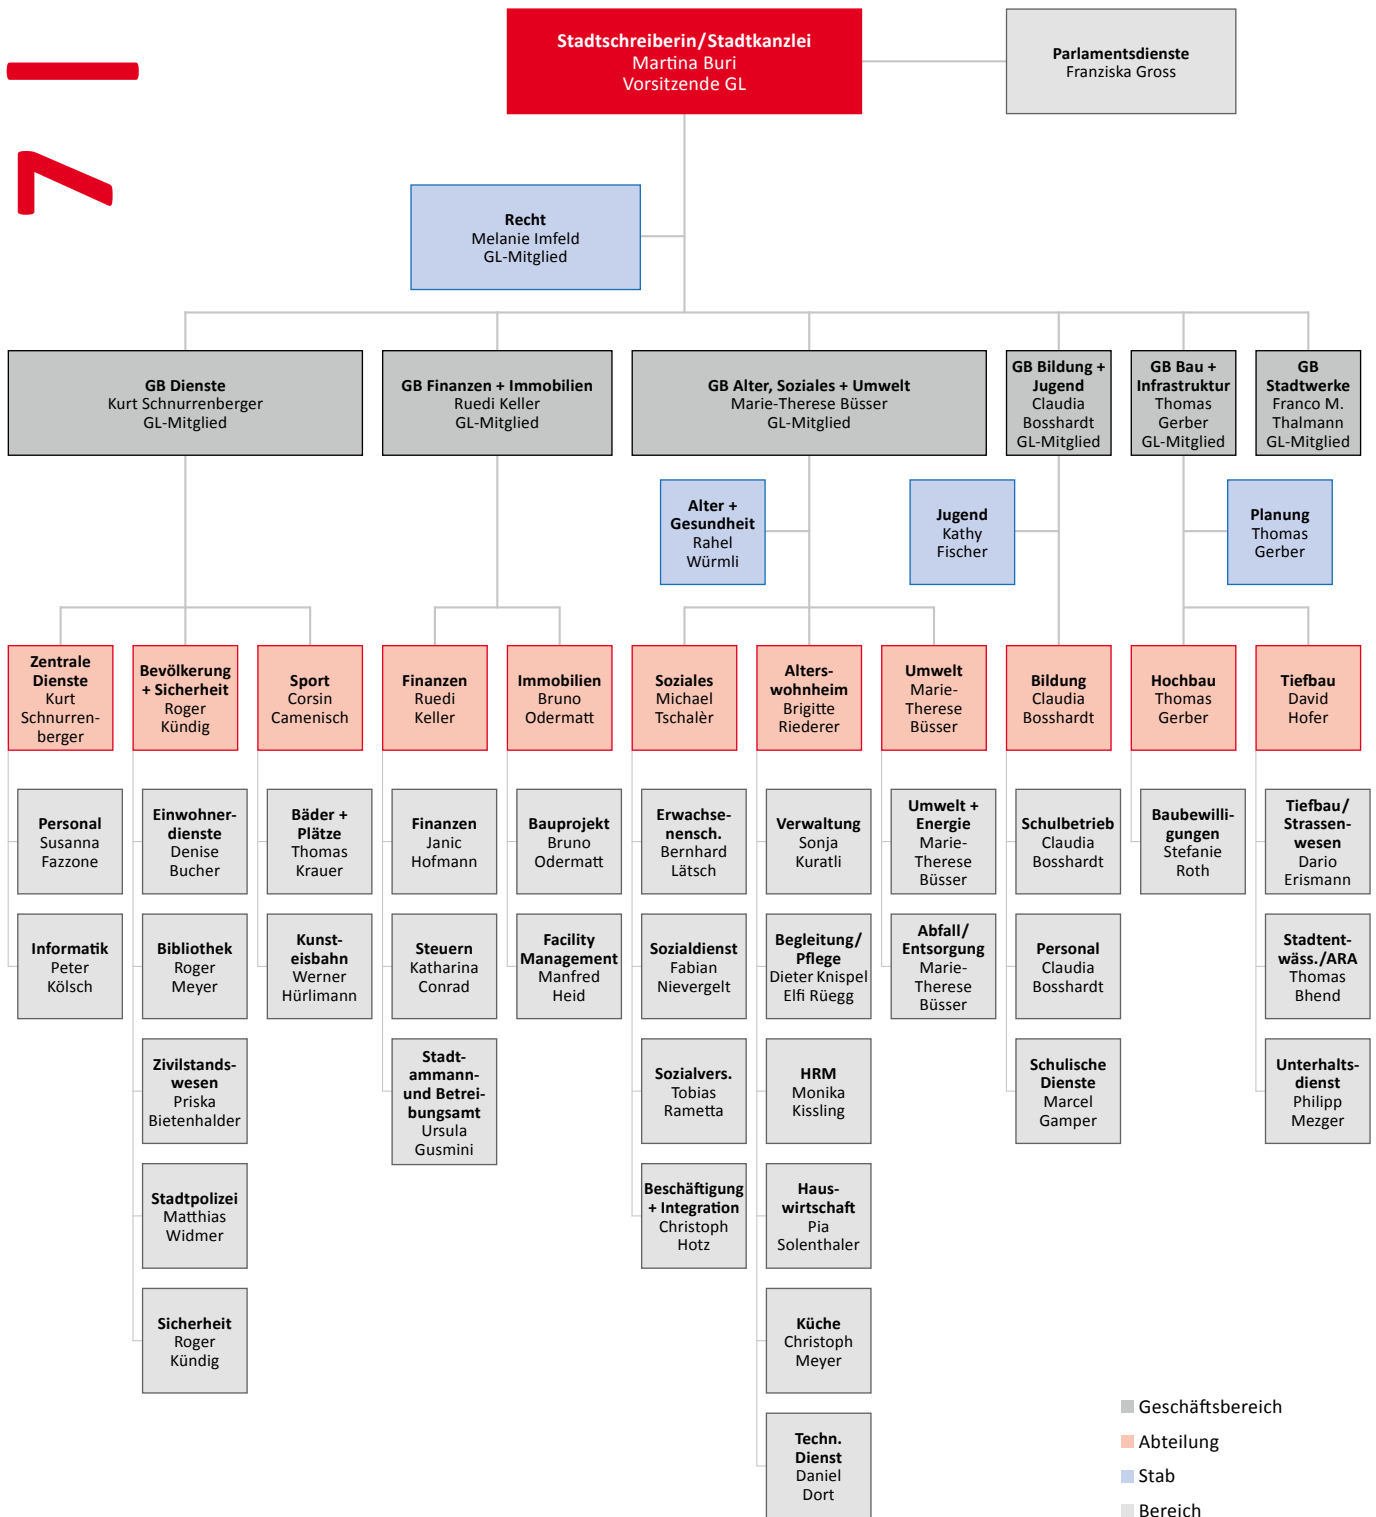 Stadtschreiberin/Stadtkanzlei
Martina Buri
Vorsitzende GL
Parlamentsdienste
Franziska Gross
7
Recht
Melanie Imfeld
GL-Mitglied
GB Dienste
Kurt Schnurrenberger
GL-Mitglied
GB Finanzen + Immobilien
Ruedi Keller
GL-Mitglied
GB Alter, Soziales + Umwelt
Marie-Therese Büsser
GL-Mitglied
GB Bildung +
Jugend
Claudia
Bosshardt
GL-Mitglied
GB Bau +
Infrastruktur
Thomas
Gerber
GL-Mitglied
GB
Stadtwerke
Franco M.
Thalmann
GL-Mitglied
Alter +
Gesundheit
Rahel
Würmli
Jugend
Kathy
Fischer
Planung
Thomas
Gerber
Zentrale
Dienste
Kurt
Schnurren-
berger
Bevölkerung
+ Sicherheit
Roger
Kündig
Sport
Corsin
Camenisch
Finanzen
Ruedi
Keller
Immobilien
Bruno
Odermatt
Soziales
Michael
Tschalèr
Alters-
wohnheim
Brigitte
Riederer
Umwelt
Marie-
Therese
Büsser
Bildung
Claudia
Bosshardt
Hochbau
Thomas
Gerber
Tiefbau
David
Hofer
Personal
Susanna
Fazzone
Einwohner-
dienste
Denise
Bucher
Bäder +
Plätze
Thomas
Krauer
Finanzen
Janic
Hofmann
Bauprojekt
Bruno
Odermatt
Erwachse-
nensch.
Bernhard
Lätsch
Verwaltung
Sonja
Kuratli
Umwelt +
Energie
Marie-
Therese
Büsser
Schulbetrieb
Claudia
Bosshardt
Baubewilli-
gungen
Stefanie
Roth
Tiefbau/
Strassen-
wesen
Dario
Erismann
Informatik
Peter
Kölsch
Bibliothek
Roger
Meyer
Kunst-
eisbahn
Werner
Hürlimann
Steuern
Katharina
Conrad
Facility
Management
Manfred
Heid
Sozialdienst
Fabian
Nievergelt
Begleitung/
Pflege
Dieter Knispel
Elfi Rüegg
Abfall/
Entsorgung
Marie-
Therese
Büsser
Personal
Claudia
Bosshardt
Stadtent-
wäss./ARA
Thomas
Bhend
Zivilstands-
wesen
Priska
Bietenhalder
Stadt-
ammann-
und Betrei-
bungsamt
Ursula
Gusmini
Sozialvers.
Tobias
Rametta
HRM
Monika
Kissling
Schulische
Dienste
Marcel
Gamper
Unterhalts-
dienst
Philipp
Mezger
Stadtpolizei
Matthias
Widmer
Beschäftigung
+ Integration
Christoph
Hotz
Haus-
wirtschaft
Pia
Solenthaler
Sicherheit
Roger
Kündig
Küche
Christoph
Meyer
Techn.
Dienst
Daniel
Dort
Geschäftsbereich
Abteilung
Stab
Bereich